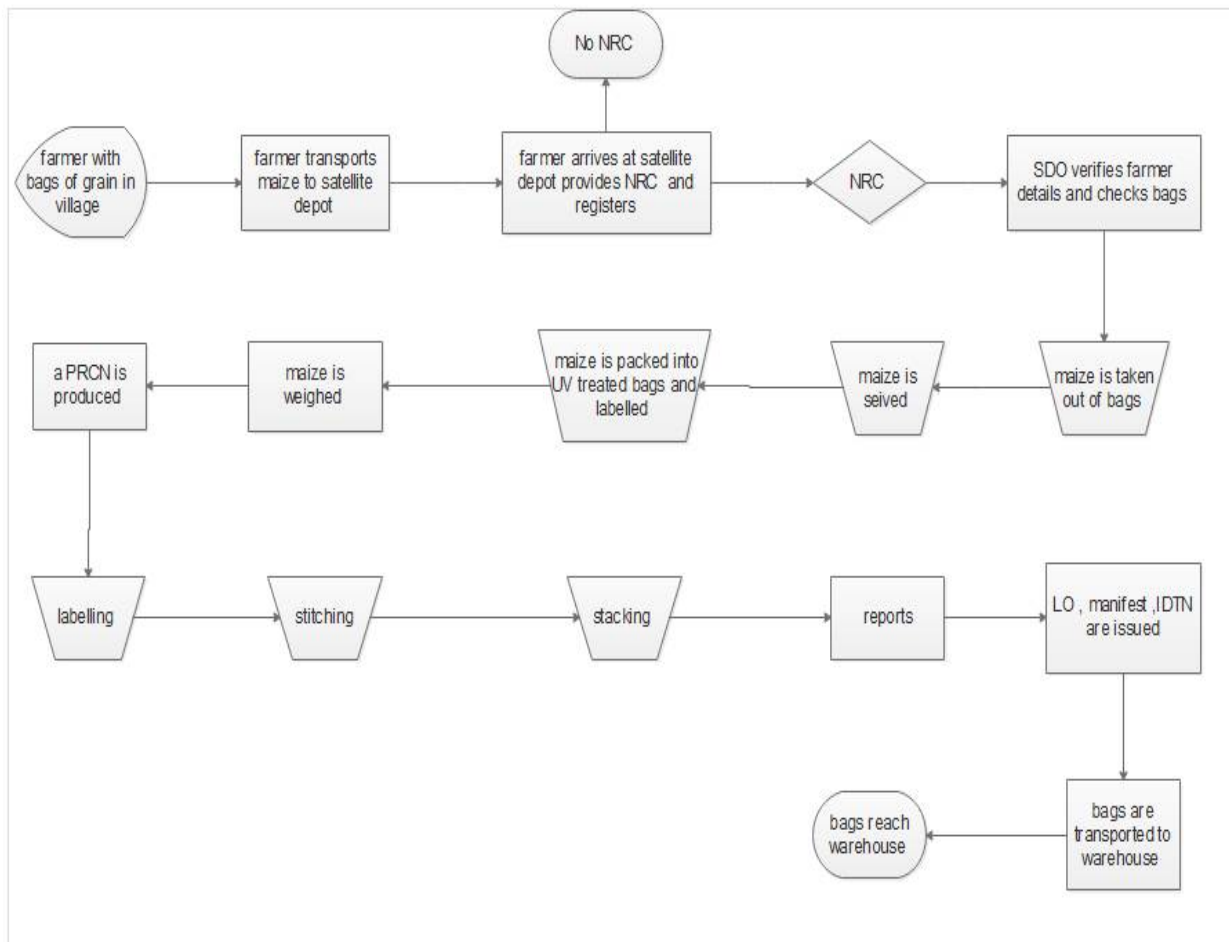 No NRC
farmer with
bags of grain in
village
farmer transports
maize to satellite
depot
farmer arrives at satellite
depot provides NRC and
registers
NRC
SDO verifies farmer
details and checks bags
maize is taken
out of bags
maize is
seived
maize is packed into
UV treated bags and
labelled
maize is
weighed
a PRCN is
produced
labelling
stitching
stacking
reports
LO , manifest ,IDTN
are issued
bags are
transported to
warehouse
bags reach
warehouse